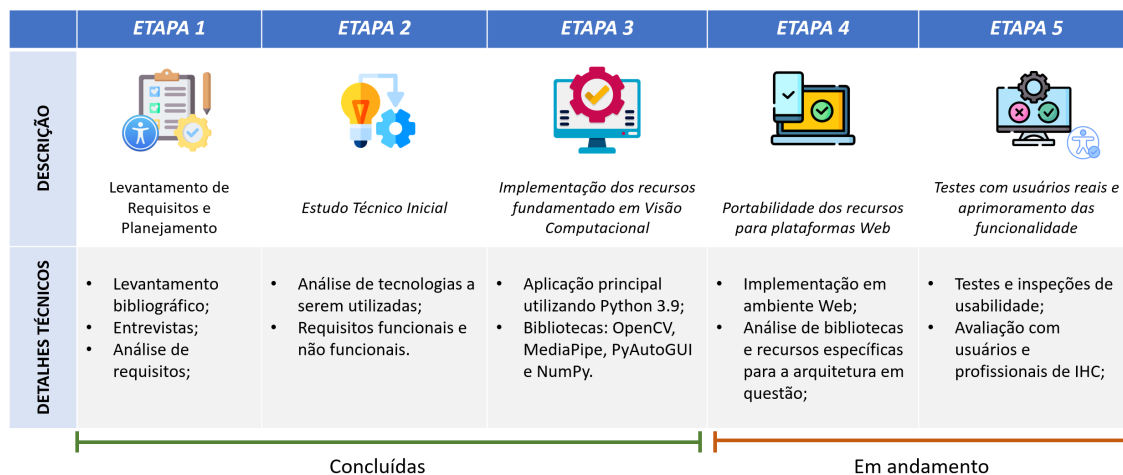 ETAPA 1
ETAPA 2
ETAPA 3
ETAPA 4
ETAPA 5
DESCRIÇÃO
Levantamento de
Requisitos e
Planejamento
Estudo Técnico Inicial
Implementação dos recursos
fundamentado em Visão
Computacional
Portabilidade dos recursos
para plataformas Web
Testes com usuários reais e
aprimoramento das
funcionalidade
DETALHES TÉCNICOS
• Levantamento
bibliográfico;
• Entrevistas;
• Análise de
requisitos;
• Análise de tecnologias a
serem utilizadas;
• Requisitos funcionais e
não funcionais.
• Aplicação principal
utilizando Python 3.9;
• Bibliotecas: OpenCV,
MediaPipe, PyAutoGUI
e NumPy.
• Implementação em
ambiente Web;
• Análise de bibliotecas
e recursos específicas
para a arquitetura em
questão;
• Testes e inspeções de
usabilidade;
• Avaliação com
usuários e
profissionais de IHC;
Concluídas
Em andamento